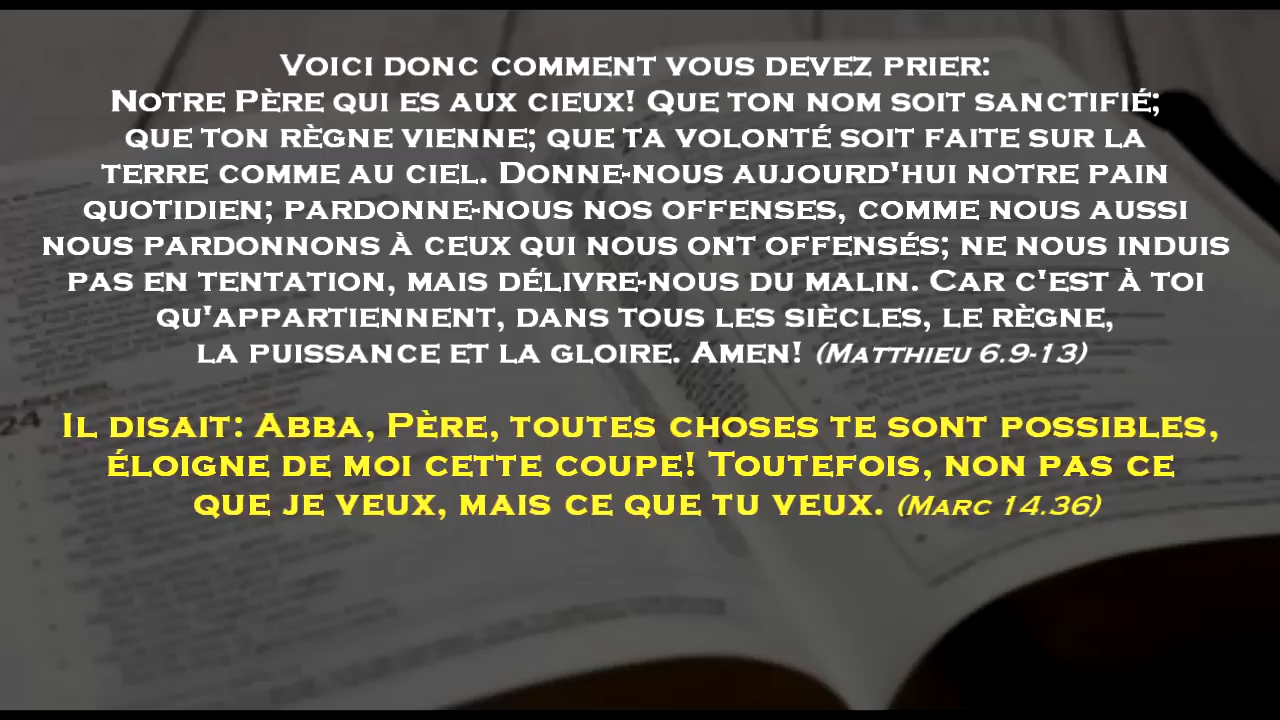 Voici donc comment vous devez prier:
Notre Père qui es aux cieux! Que ton nom soit sanctifié;
que ton règne vienne; que ta volonté soit faite sur la
terre comme au ciel. Donne-nous aujourd'hui notre pain
quotidien; pardonne-nous nos offenses, comme nous aussi
nous pardonnons à ceux qui nous ont offensés; ne nous induis
pas en tentation, mais délivre-nous du malin. Car c'est à toi
qu'appartiennent, dans tous les siècles, le règne,
la puissance et la gloire. Amen! (Matthieu 6.9-13)
Il disait: Abba, Père, toutes choses te sont possibles,
éloigne de moi cette coupe! Toutefois, non pas ce
que je veux, mais ce que tu veux. (Marc 14.36)